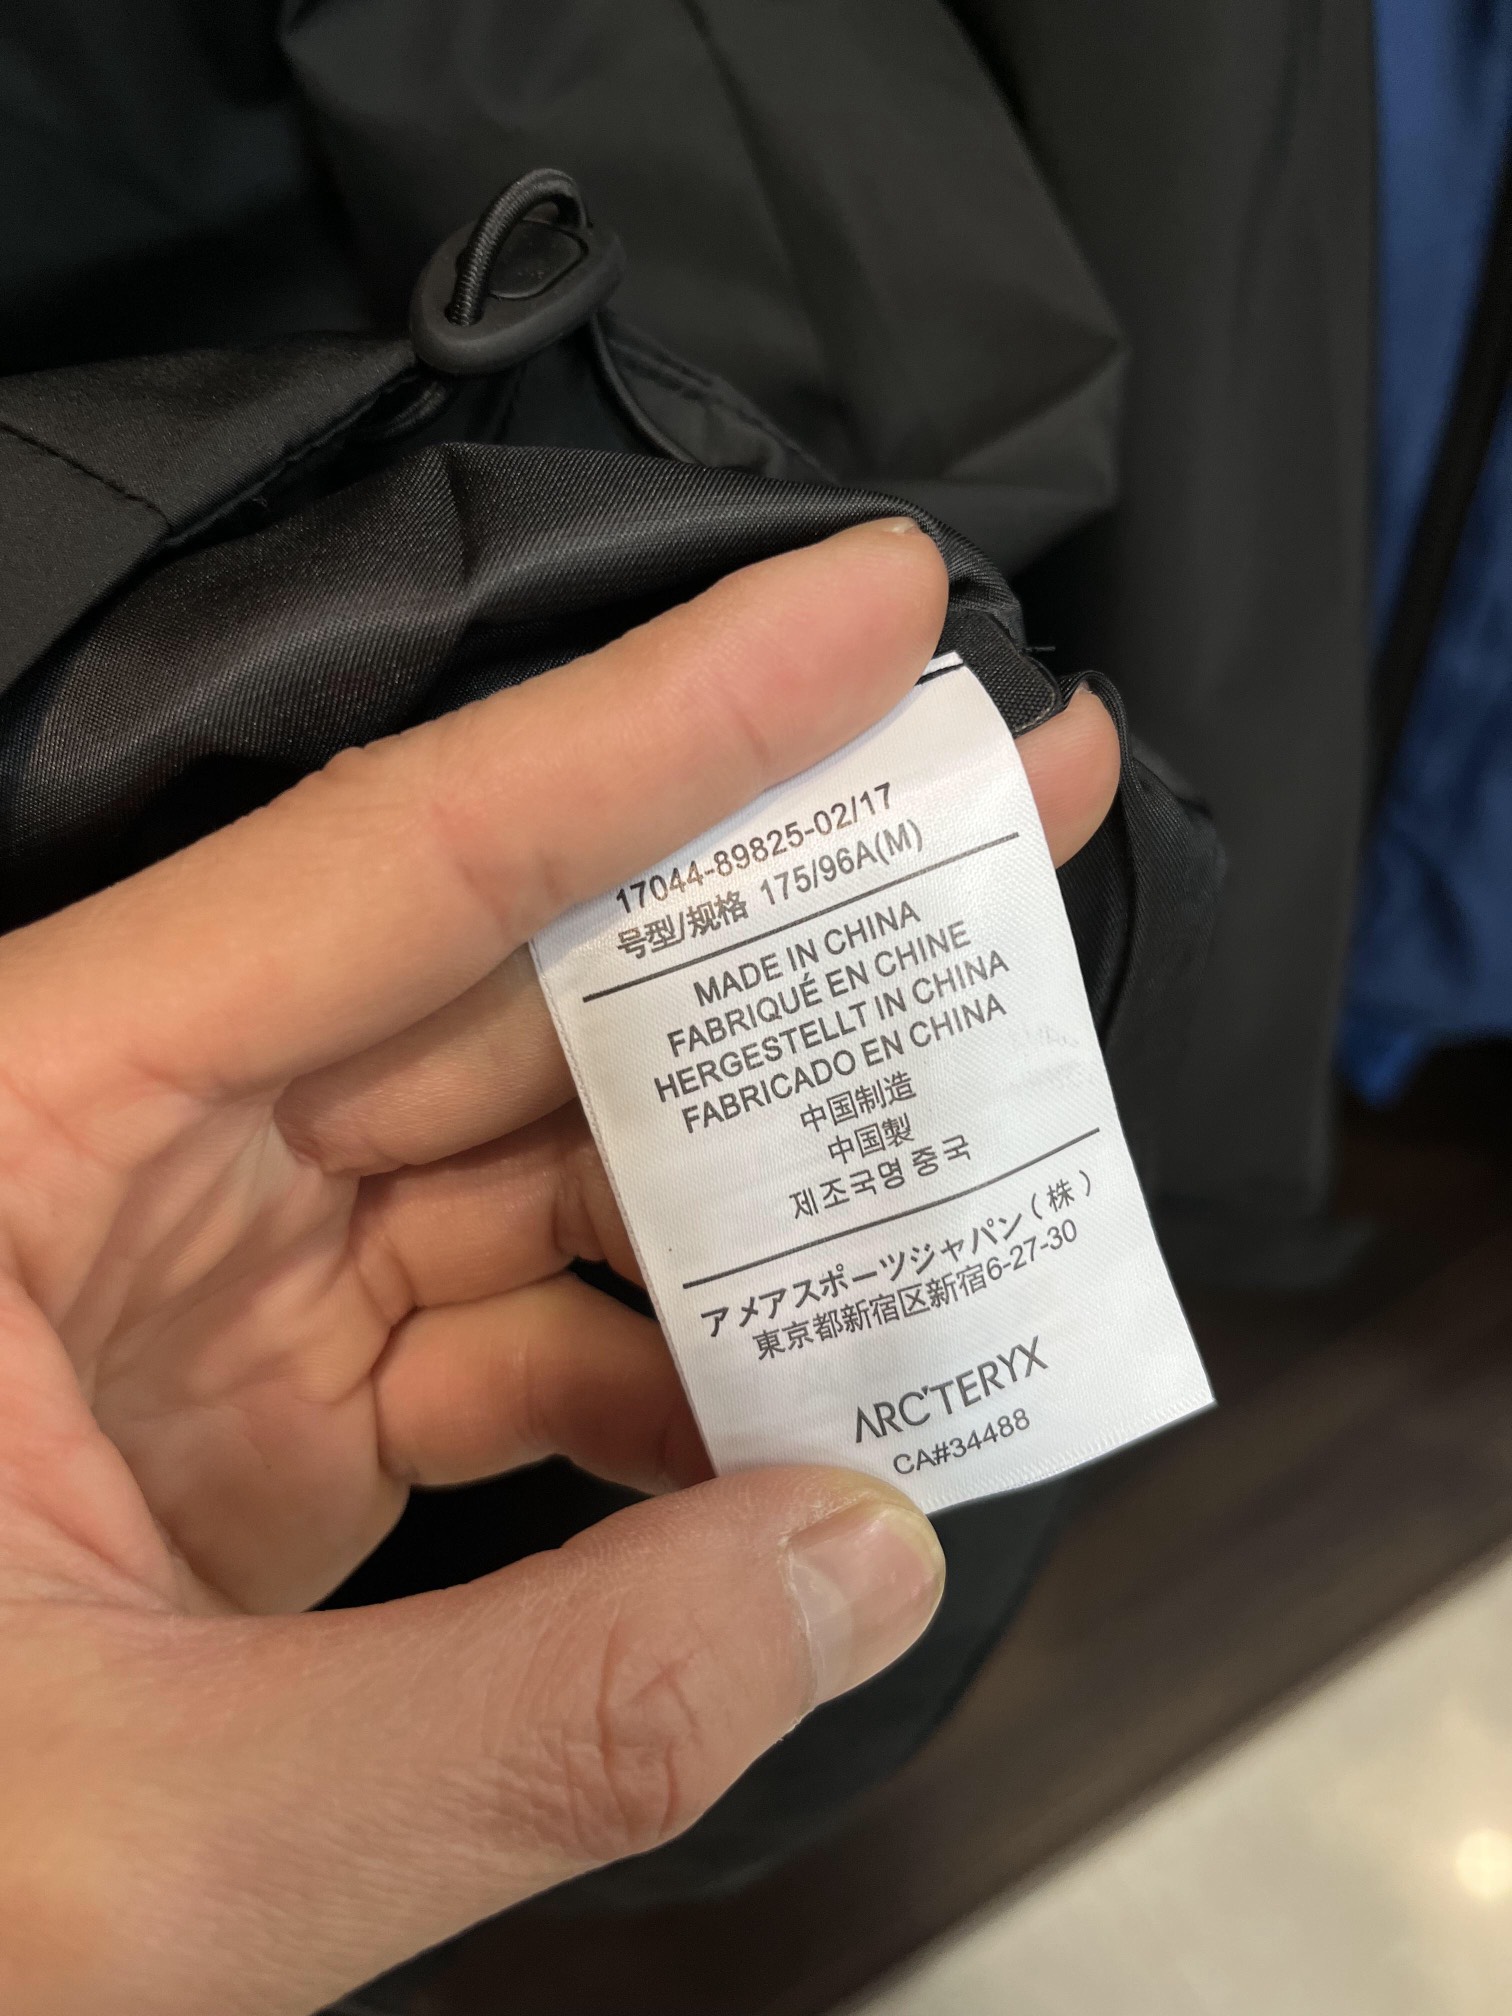 17044-89825-02/17
号型/规格 175/96A(M)
MADE IN CHINA
FABRIQUÉ EN CHINE
HERGESTELLT IN CHINA
FABRICADO EN CHINA
中国制造
中国製
제조국명 중국
アメアスポーツジャパン（株）
東京都新宿区新宿6-27-30
ARC'TERYX
CA#34488